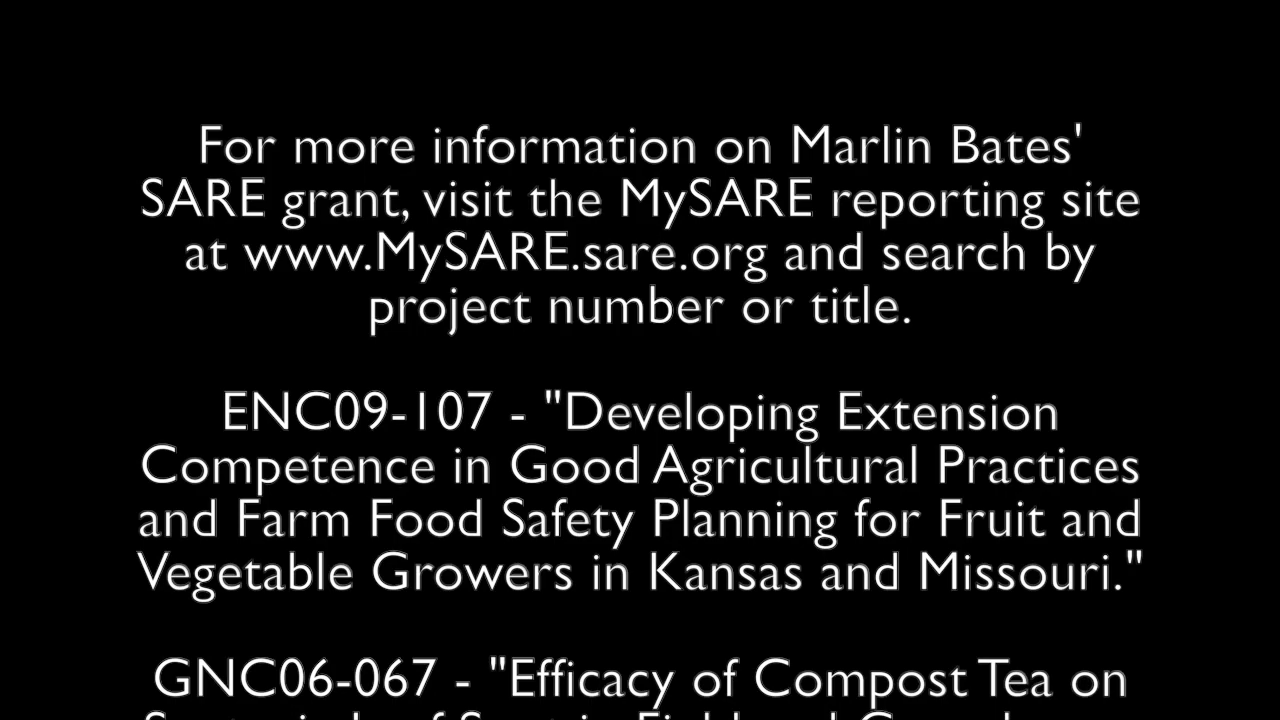 For more information on Marlin Bates'
SARE grant, visit the MySARE reporting site
at www.MySARE.sare.org and search by
project number or title.
ENC09-107 - "Developing Extension
Competence in Good Agricultural Practices
and Farm Food Safety Planning for Fruit and
Vegetable Growers in Kansas and Missouri."
GNC06-067 - "Efficacy of Compost Tea on